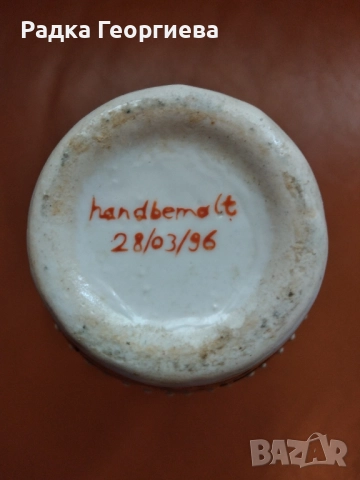 Радка Георгиева
handbemalt
28/03/96
BAZAR